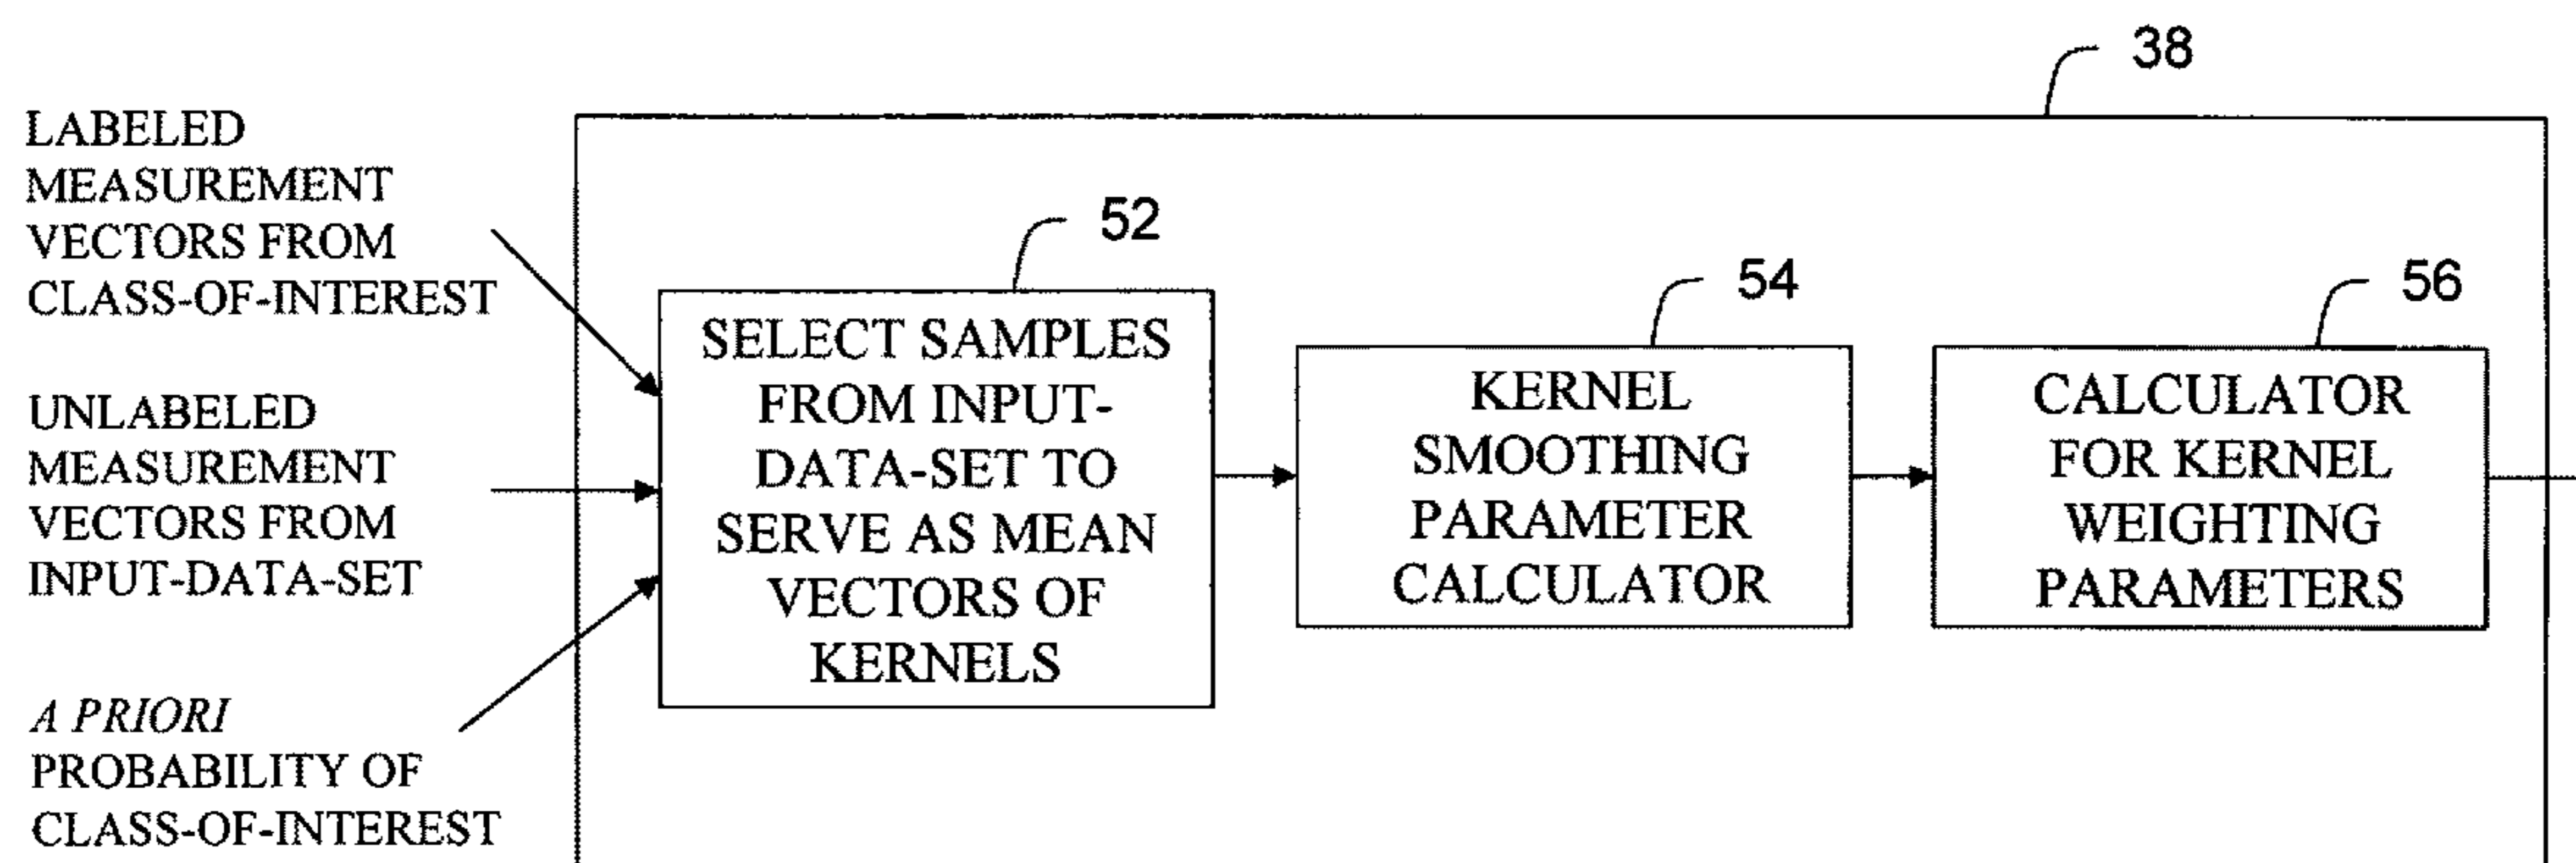 38
LABELED
MEASUREMENT
VECTORS FROM
CLASS-OF-INTEREST
UNLABELED
MEASUREMENT
VECTORS FROM
INPUT-DATA-SET
A PRIORI
PROBABILITY OF
CLASS-OF-INTEREST
52
SELECT SAMPLES
FROM INPUT-
DATA-SET TO
SERVE AS MEAN
VECTORS OF
KERNELS
54
KERNEL
SMOOTHING
PARAMETER
CALCULATOR
56
CALCULATOR
FOR KERNEL
WEIGHTING
PARAMETERS